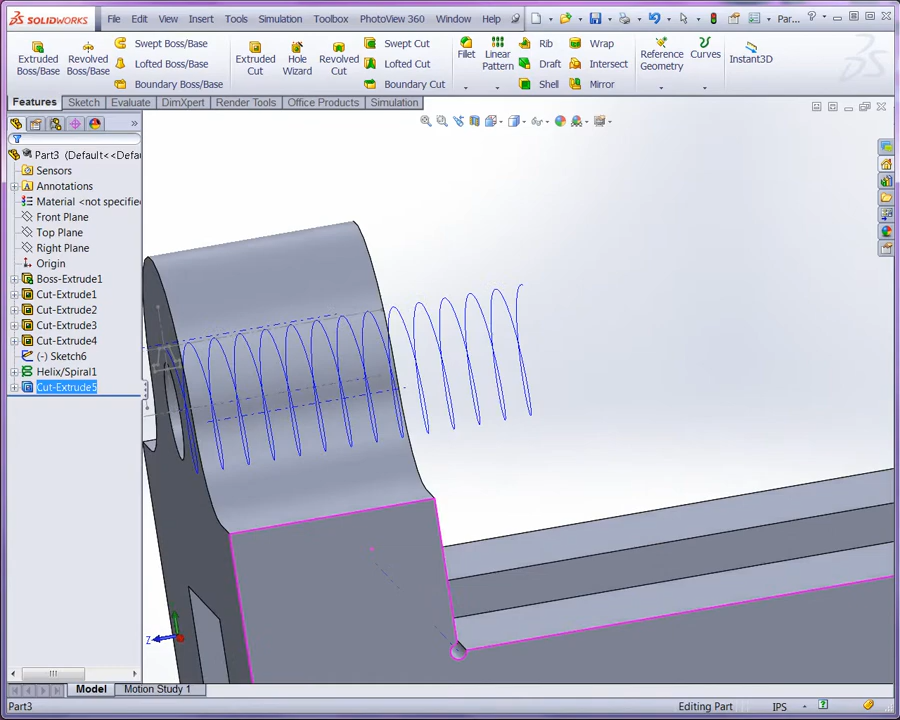 SOLIDWORKS File Edit View Insert Tools Simulation Toolbox PhotoView 360 Window Help Par... ?
Extruded Boss/Base
Revolved Boss/Base
Swept Boss/Base
Lofted Boss/Base
Boundary Boss/Base
Extruded Cut
Hole Wizard
Revolved Cut
Swept Cut
Lofted Cut
Boundary Cut
Fillet
Linear Pattern
Rib
Draft
Shell
Wrap
Intersect
Mirror
Reference Geometry
Curves
Instant3D
Features Sketch Evaluate DimXpert Render Tools Office Products Simulation
»
Part3 (Default<<Defau
Sensors
Annotations
Material <not specifie
Front Plane
Top Plane
Right Plane
Origin
Boss-Extrude1
Cut-Extrude1
Cut-Extrude2
Cut-Extrude3
Cut-Extrude4
(-) Sketch6
Helix/Spiral1
Cut-Extrude5
Z
Model Motion Study 1
Part3 Editing Part IPS ?